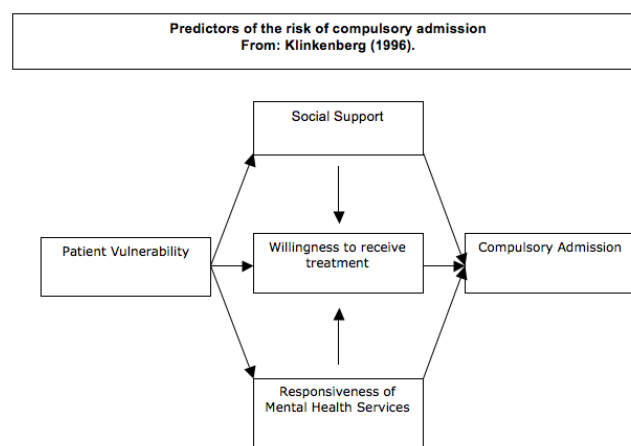 Predictors of the risk of compulsory admission
From: Klinkenberg (1996).
Social Support
Patient Vulnerability
Willingness to receive
treatment
Compulsory Admission
Responsiveness of
Mental Health Services